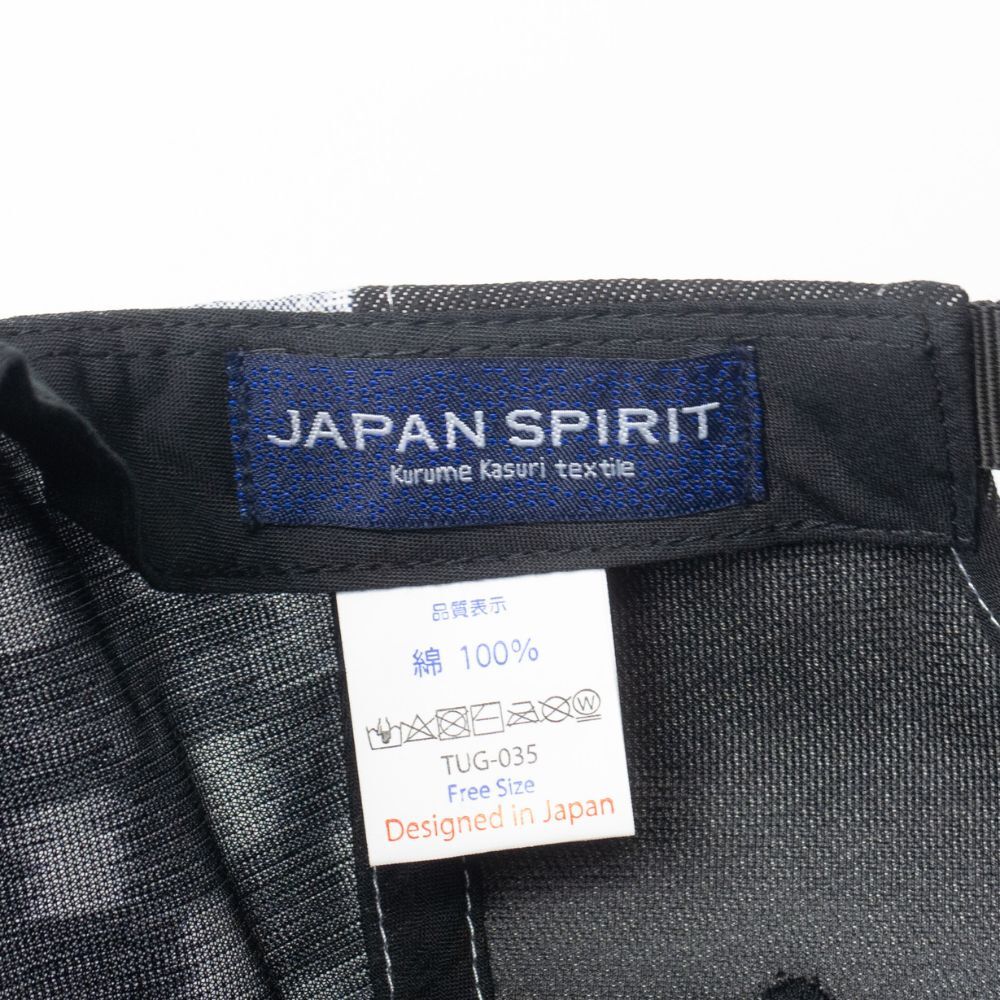 JAPAN SPIRIT
Kurume Kasuri textile
品質表示
綿 100%
W
TUG-035
Free Size
Designed in Japan